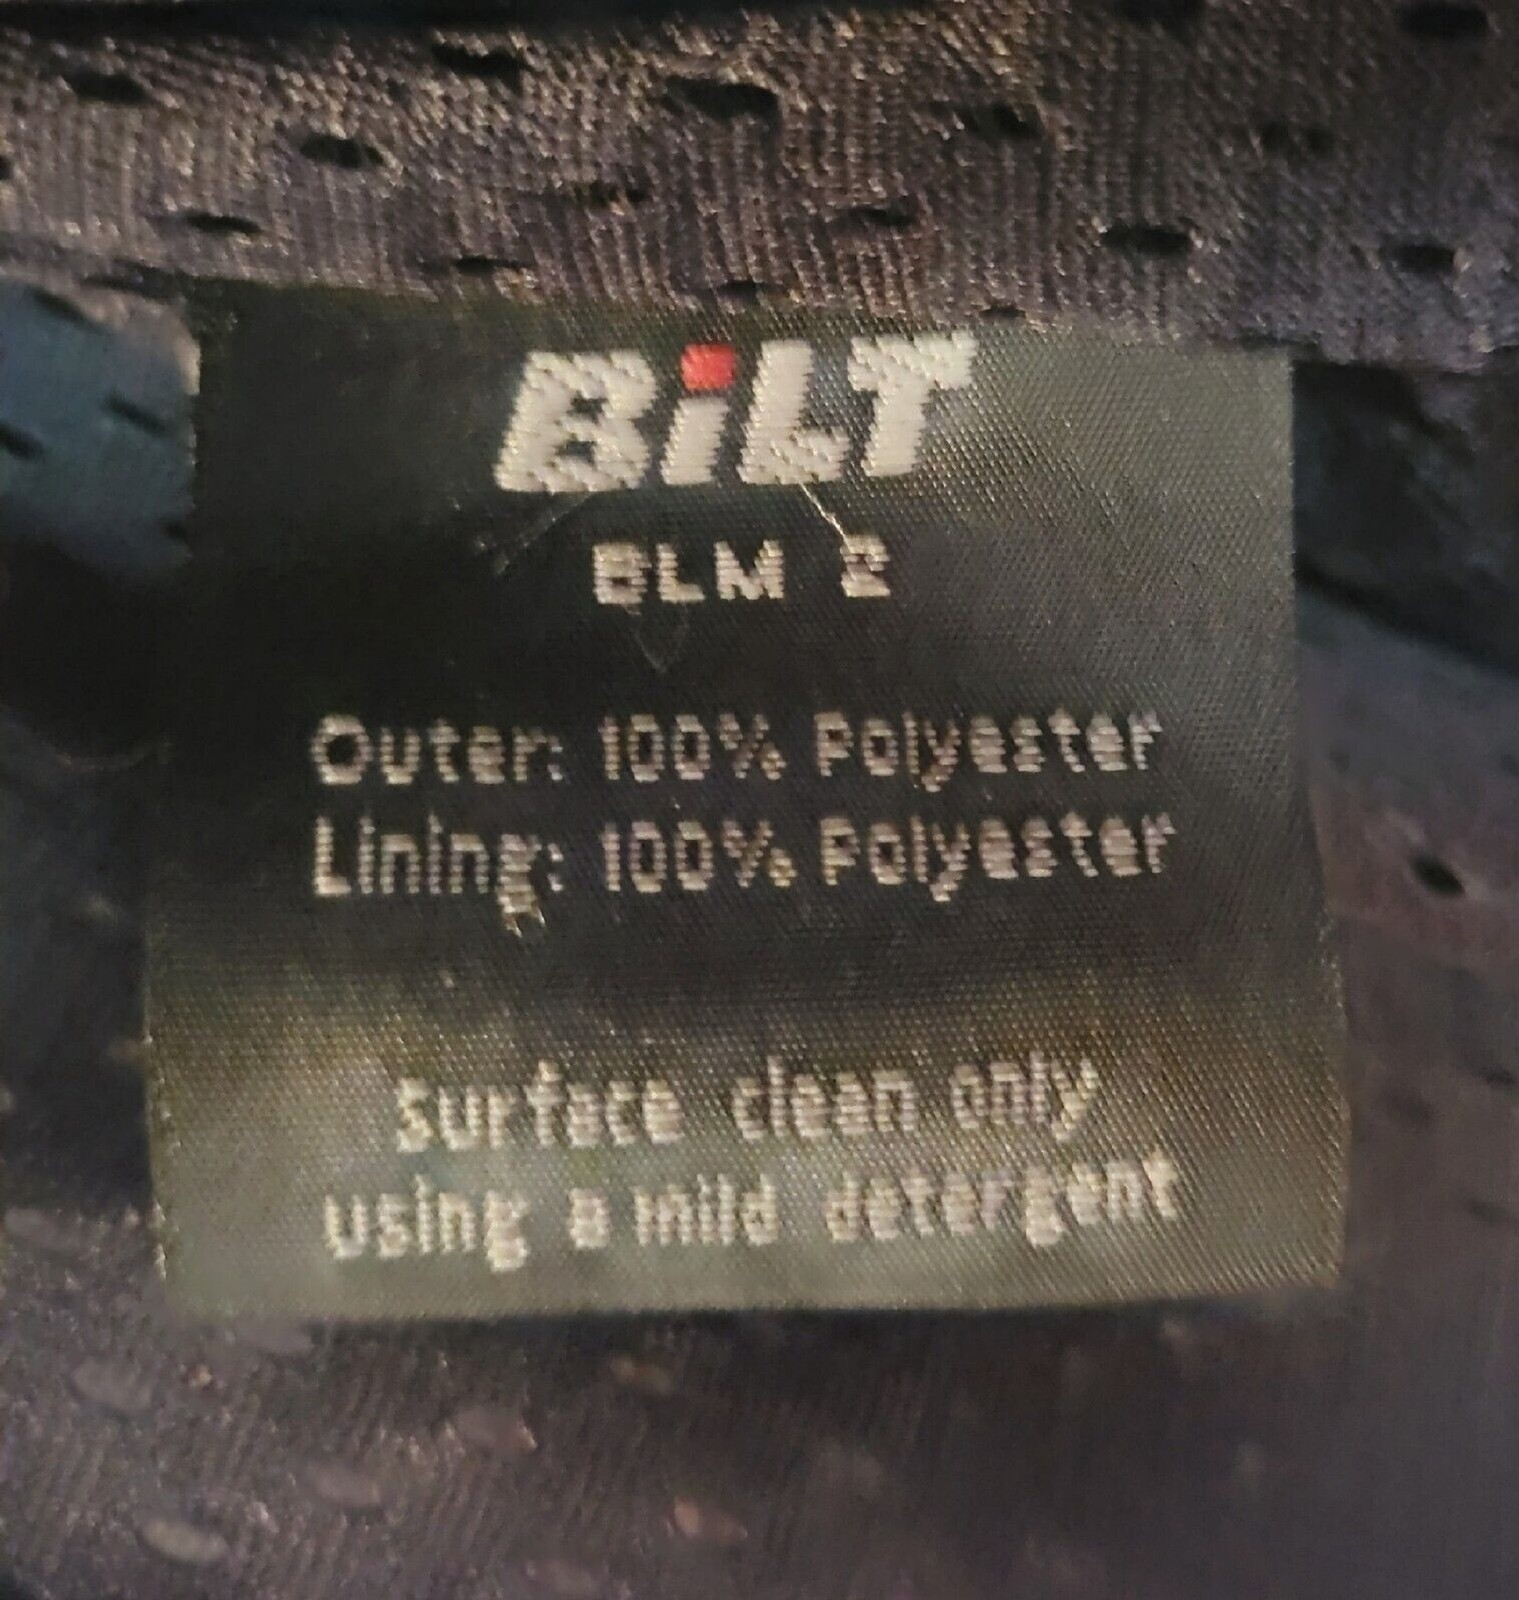 BiLT
BLM 2
Outer: 100% Polyester
Lining: 100% Polyester
surface clean only
using a mild detergent